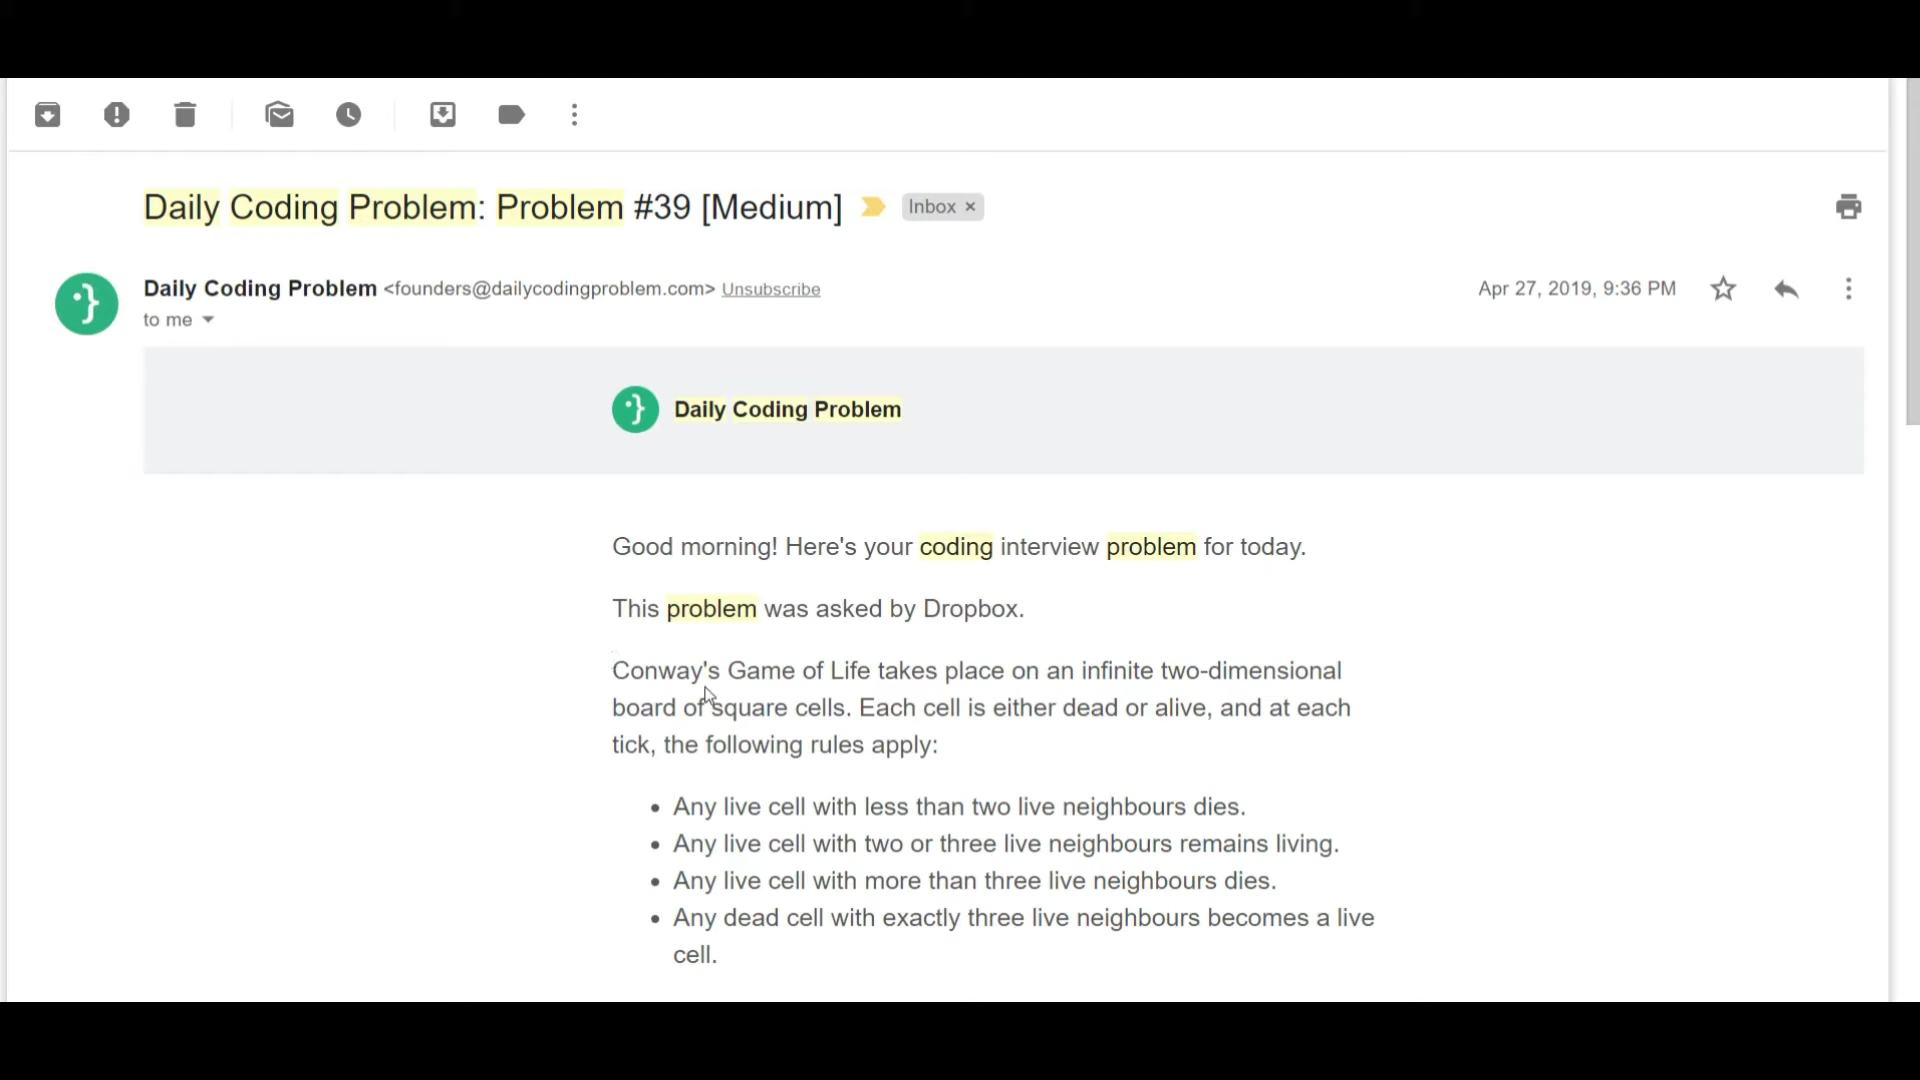 Daily Coding Problem: Problem #39 [Medium] Inbox ×
Daily Coding Problem <founders@dailycodingproblem.com> Unsubscribe Apr 27, 2019, 9:36 PM
to me
Daily Coding Problem
Good morning! Here's your coding interview problem for today.
This problem was asked by Dropbox.
Conway's Game of Life takes place on an infinite two-dimensional
board of square cells. Each cell is either dead or alive, and at each
tick, the following rules apply:
• Any live cell with less than two live neighbours dies.
• Any live cell with two or three live neighbours remains living.
• Any live cell with more than three live neighbours dies.
• Any dead cell with exactly three live neighbours becomes a live
cell.